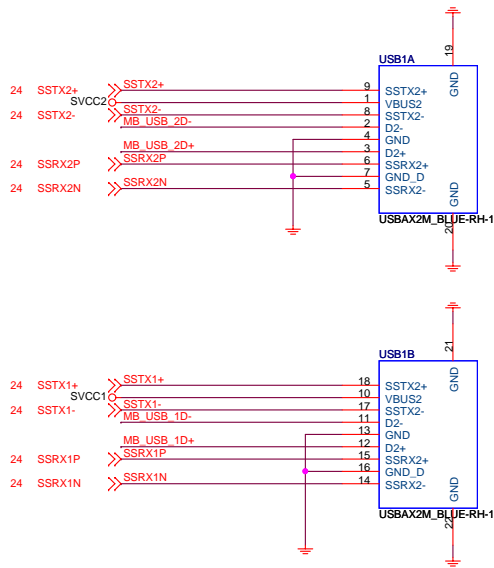 19
USB1A
GND
24 SSTX2+ SSTX2+ 9 SSTX2+
SVCC2 1 VBUS2
24 SSTX2- SSTX2- 8 SSTX2-
MB_USB_2D- 2 D2-
4 GND
MB_USB_2D+ 3 D2+
24 SSRX2P SSRX2P 6 SSRX2+
7 GND_D
24 SSRX2N SSRX2N 5 SSRX2-
GND
USBAX2M_BLUE-RH-1
20
21
USB1B
GND
24 SSTX1+ SSTX1+ 18 SSTX2+
SVCC1 10 VBUS2
24 SSTX1- SSTX1- 17 SSTX2-
MB_USB_1D- 11 D2-
13 GND
MB_USB_1D+ 12 D2+
24 SSRX1P SSRX1P 15 SSRX2+
16 GND_D
24 SSRX1N SSRX1N 14 SSRX2-
GND
USBAX2M_BLUE-RH-1
22